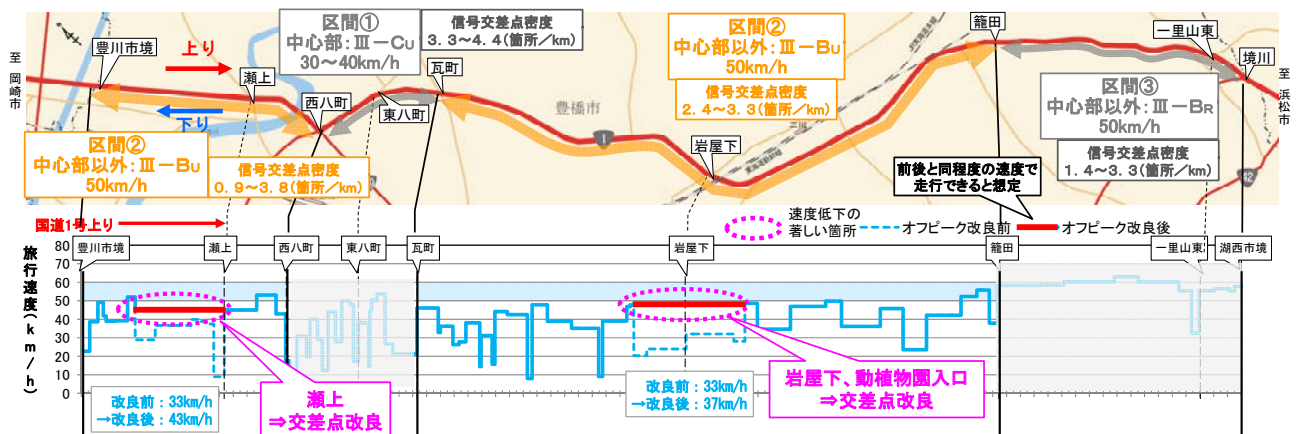 区間①
中心部:Ⅲ－CU
30～40km/h
信号交差点密度
3.3～4.4(箇所/km)
区間②
中心部以外:Ⅲ－BU
50km/h
信号交差点密度
2.4～3.3(箇所/km)
籠田
一里山東
境川
至 浜松市
至 岡崎市
豊川市境
上り
瀬上
下り
西八町
東八町
瓦町
豊橋市
1
岩屋下
区間③
中心部以外:Ⅲ－BR
50km/h
信号交差点密度
1.4～3.3(箇所/km)
42
区間②
中心部以外:Ⅲ－BU
50km/h
信号交差点密度
0.9～3.8(箇所/km)
前後と同程度の速度で
走行できると想定
国道1号上り
速度低下の
著しい箇所
オフピーク改良前
オフピーク改良後
旅行速度(km/h)
80
70
60
50
40
30
20
10
0
豊川市境
瀬上
西八町
東八町
瓦町
岩屋下
籠田
一里山東
湖西市境
改良前:33km/h
→改良後:43km/h
瀬上
⇒交差点改良
改良前:33km/h
→改良後:37km/h
岩屋下、動植物園入口
⇒交差点改良